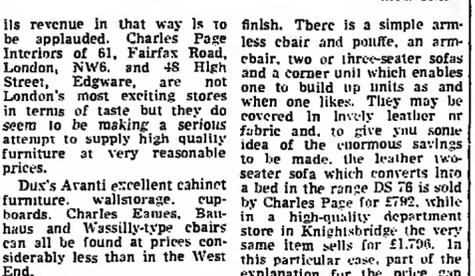 its revenue in that way is to
be applauded. Charles Page
Interiors of 61, Fairfax Road,
London, NW6. and 48 High
Street, Edgware, are not
London's most exciting stores
in terms of taste but they do
seem to be making a serious
attempt to supply high quality
furniture at very reasonable
prices.
Dux's Avanti excellent cabinet
furniture. wallstorage. cup-
boards. Charles Eames, Bau-
haus and Wassily-type chairs
can all be found at prices con-
siderably less than in the West
End.
finish. There is a simple arm-
less chair and pouffe, an arm-
chair, two or three-seater sofas
and a corner unit which enables
one to build up units as and
when one likes. They may be
covered in lovely leather or
fabric and, to give you some
idea of the enormous savings
to be made, the leather two-
seater sofa which converts into
a bed in the range DS 76 is sold
by Charles Page for £792, while
in a high-quality department
store in Knightsbridge the very
same item sells for £1,796. In
this particular case, part of the
explanation for the price gap